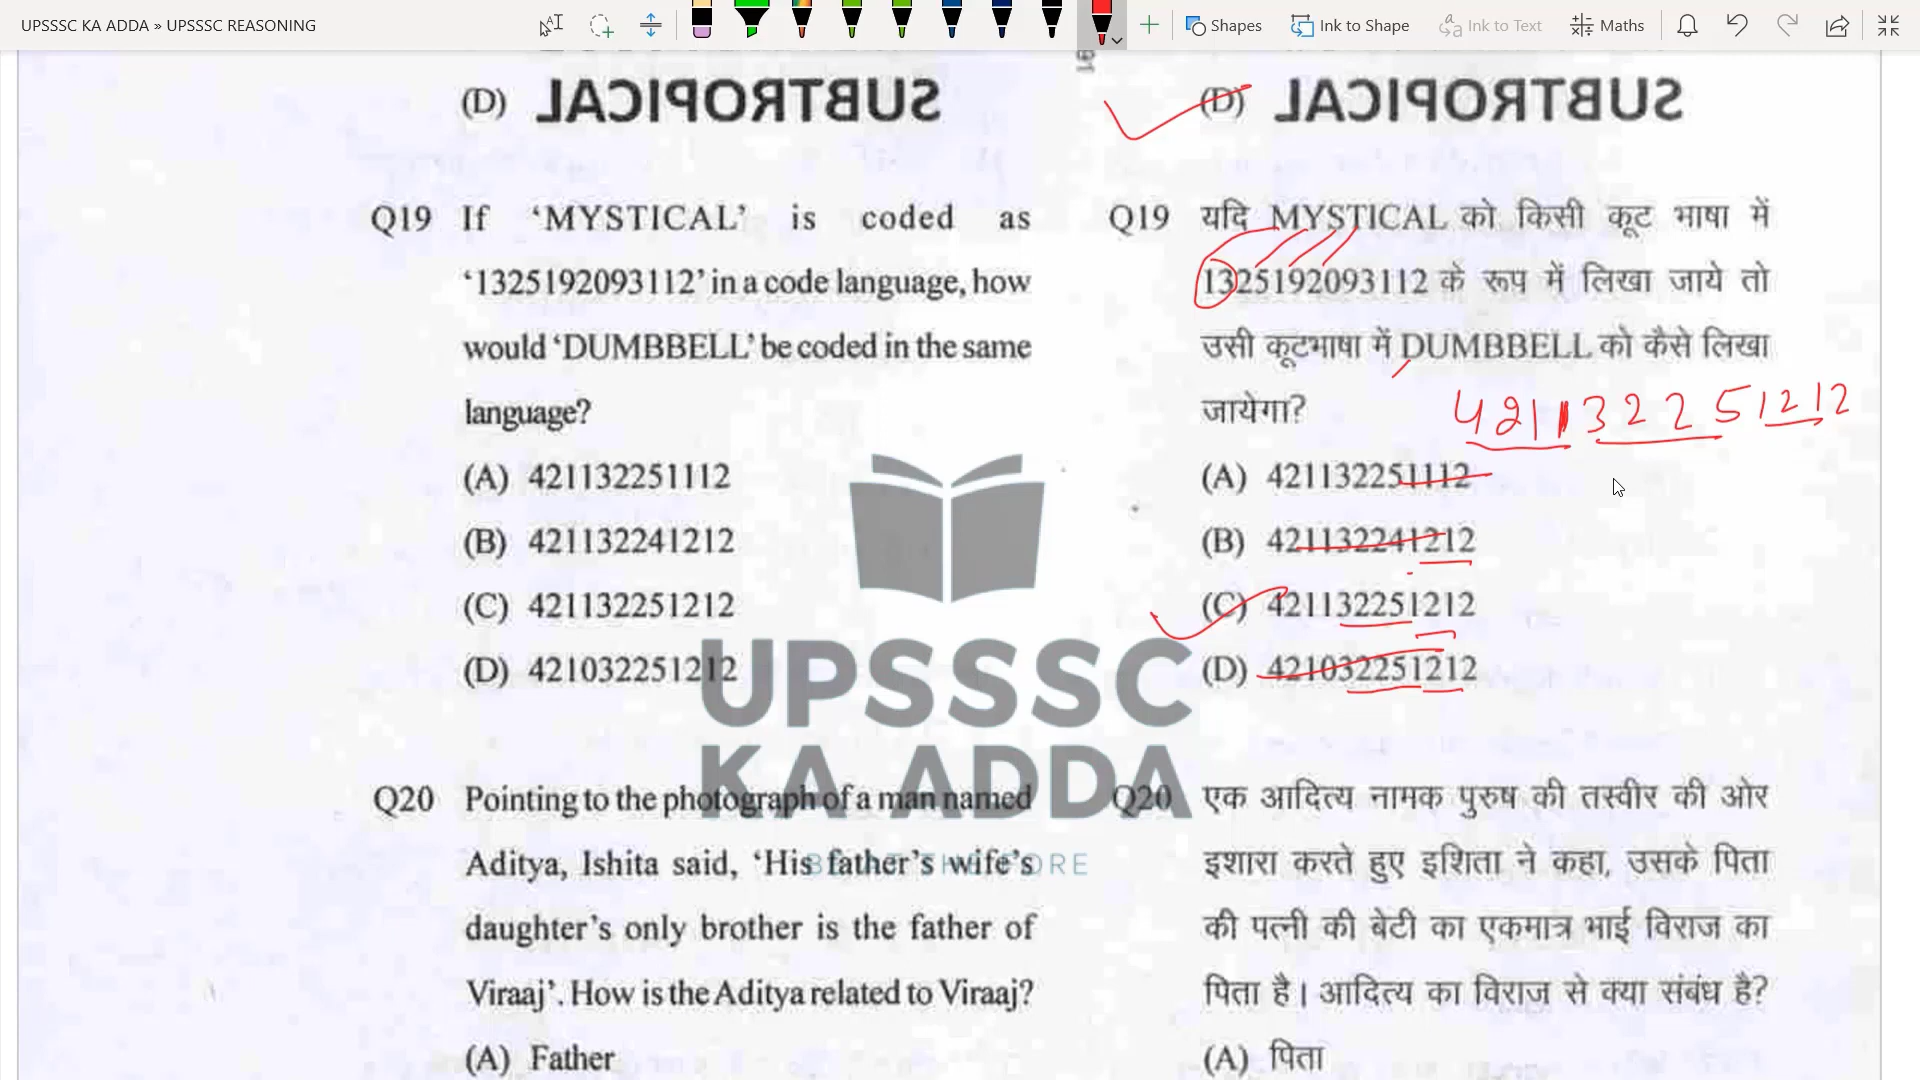 UPSSSC KA ADDA » UPSSSC REASONING
Shapes
Ink to Shape
Ink to Text
Maths
91
(D) SUBTROPICAL
Q19 If ‘MYSTICAL’ is coded as
‘1325192093112’ in a code language, how
would ‘DUMBBELL’ be coded in the same
language?
(A) 421132251112
(B) 421132241212
(C) 421132251212
(D) 421032251212
Q20 Pointing to the photograph of a man named
Aditya, Ishita said, ‘His father’s wife’s
daughter’s only brother is the father of
Viraaj’. How is the Aditya related to Viraaj?
(A) Father
(D) SUBTROPICAL
Q19 यदि MYSTICAL को किसी कूट भाषा में
1325192093112 के रूप में लिखा जाये तो
उसी कूटभाषा में, DUMBBELL को कैसे लिखा
जायेगा?
421132251212
(A) 421132251112
(B) 421132241212
(C) 421132251212
(D) 421032251212
Q20 एक आदित्य नामक पुरुष की तस्वीर की ओर
इशारा करते हुए इशिता ने कहा, उसके पिता
की पत्नी की बेटी का एकमात्र भाई विराज का
पिता है। आदित्य का विराज से क्या संबंध है?
(A) पिता
UPSSSC
KA ADDA